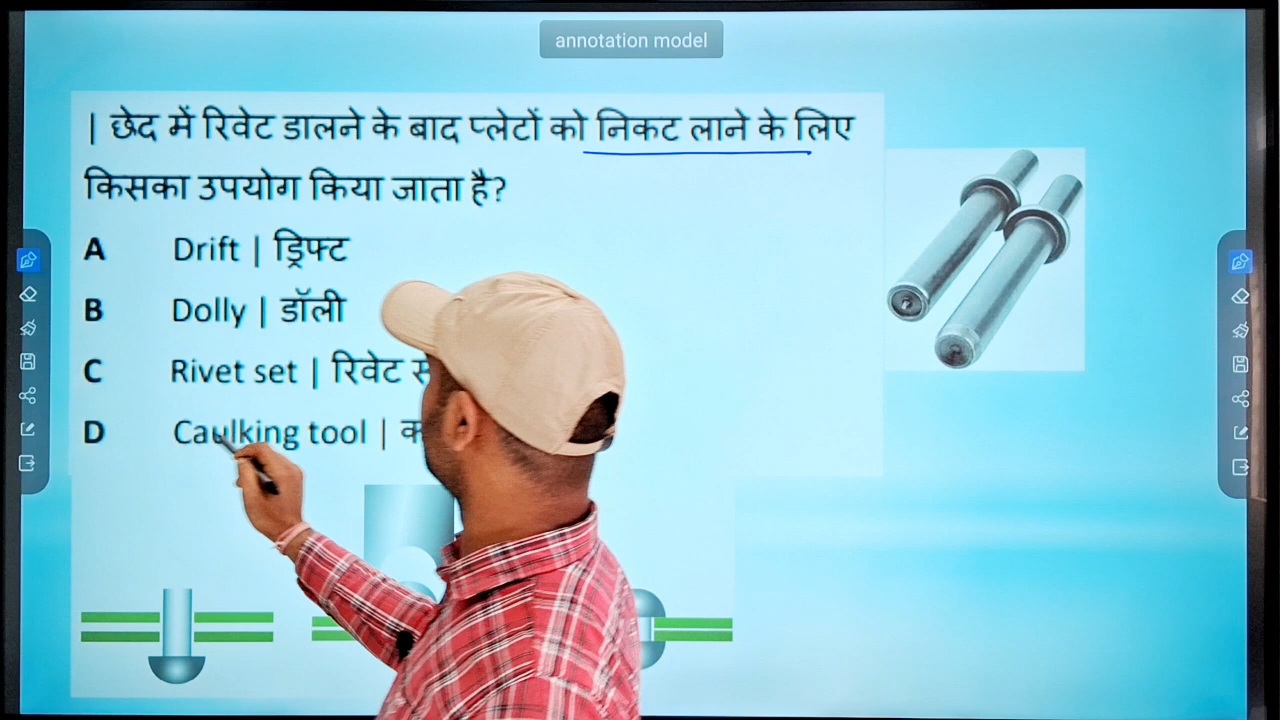 annotation model
| छेद में रिवेट डालने के बाद प्लेटों को निकट लाने के लिए
किसका उपयोग किया जाता है?
A Drift | ड्रिफ्ट
B Dolly | डॉली
C Rivet set | रिवेट
D Caulking tool |